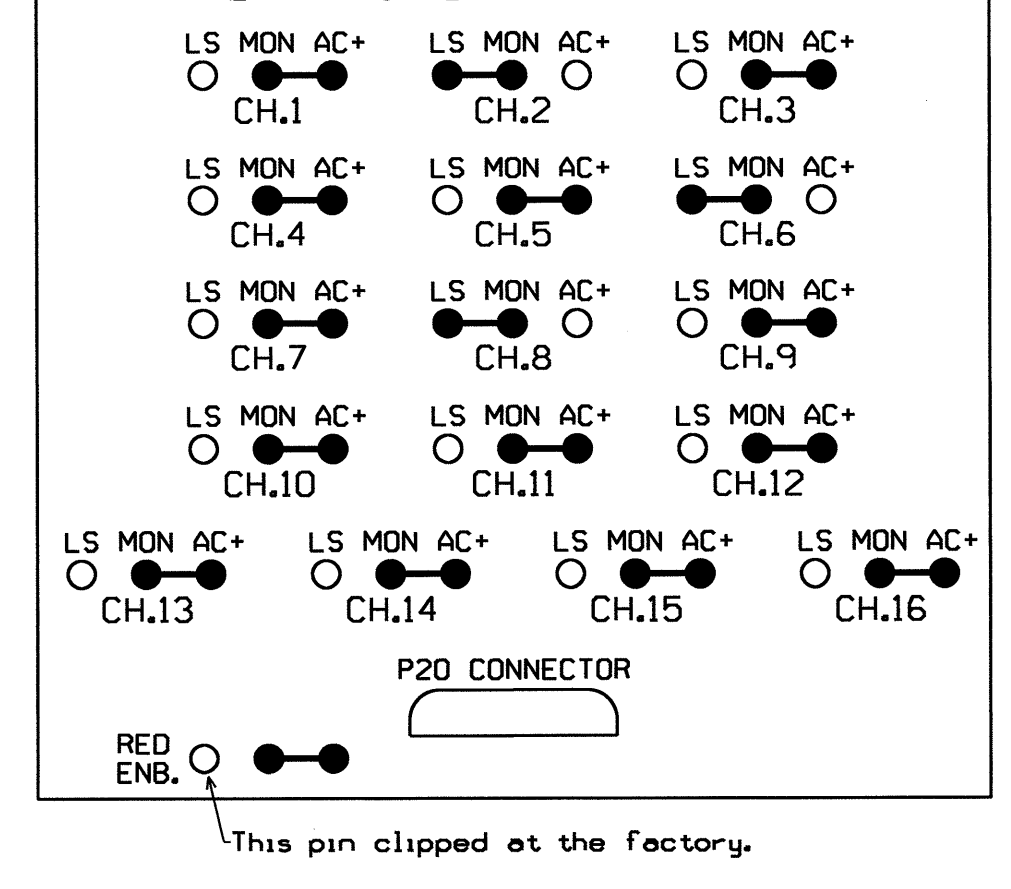 LS MON AC+ LS MON AC+ LS MON AC+
CH.1 CH.2 CH.3
LS MON AC+ LS MON AC+ LS MON AC+
CH.4 CH.5 CH.6
LS MON AC+ LS MON AC+ LS MON AC+
CH.7 CH.8 CH.9
LS MON AC+ LS MON AC+ LS MON AC+
CH.10 CH.11 CH.12
LS MON AC+ LS MON AC+ LS MON AC+ LS MON AC+
CH.13 CH.14 CH.15 CH.16
P20 CONNECTOR
RED
ENB.
This pin clipped at the factory.